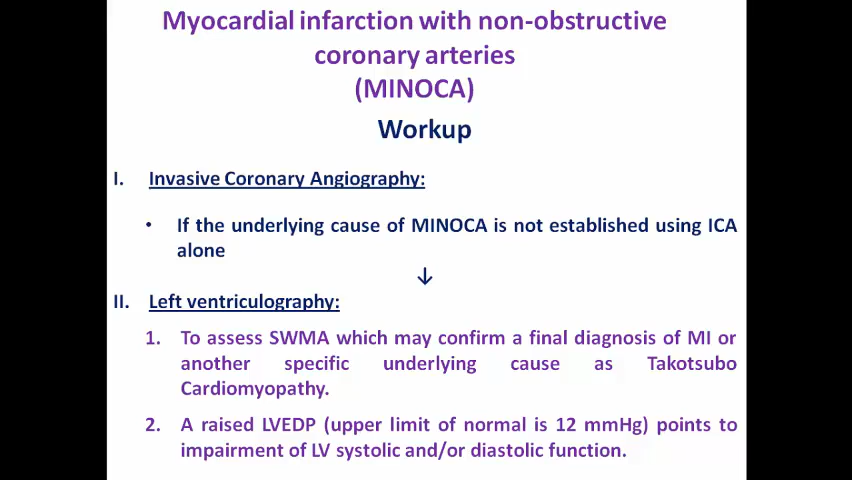 Myocardial infarction with non-obstructive
coronary arteries
(MINOCA)
Workup
I. Invasive Coronary Angiography:
• If the underlying cause of MINOCA is not established using ICA
alone
↓
II. Left ventriculography:
1. To assess SWMA which may confirm a final diagnosis of MI or
another specific underlying cause as Takotsubo
Cardiomyopathy.
2. A raised LVEDP (upper limit of normal is 12 mmHg) points to
impairment of LV systolic and/or diastolic function.